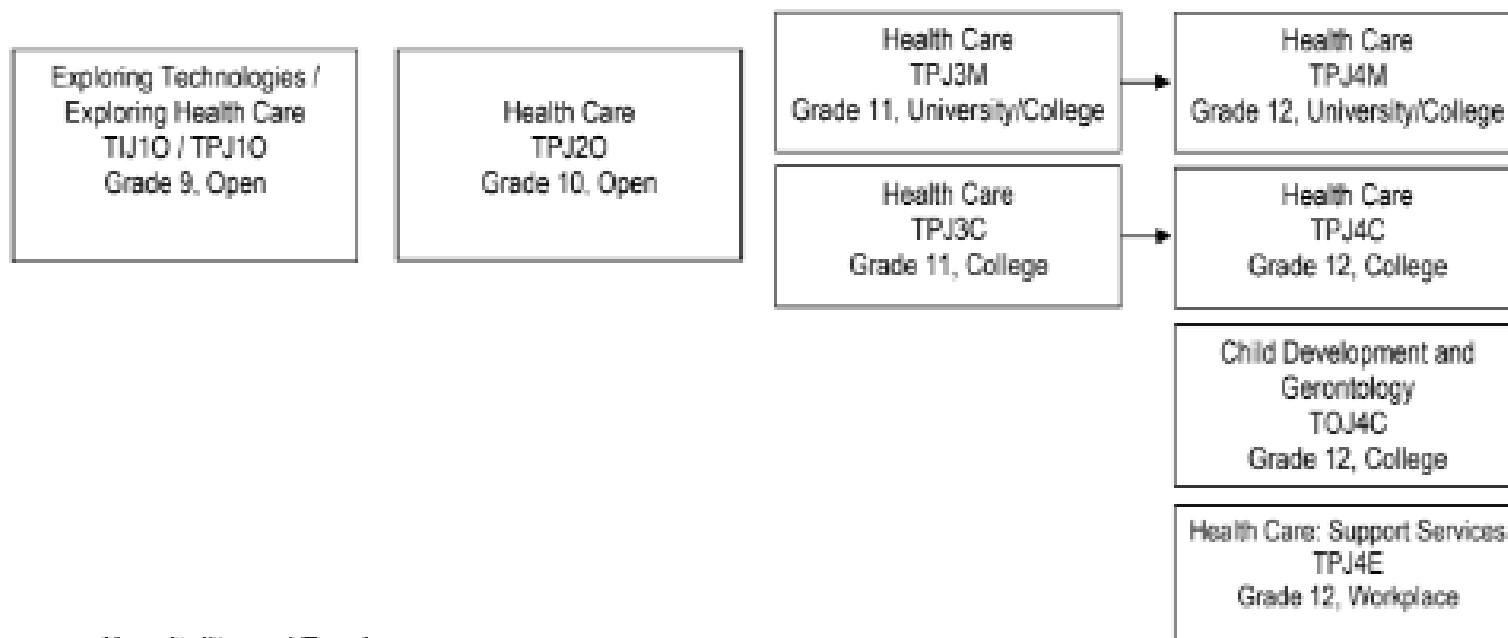 Exploring Technologies /
Exploring Health Care
TIJ1O / TPJ1O
Grade 9, Open
Health Care
TPJ2O
Grade 10, Open
Health Care
TPJ3M
Grade 11, University/College
Health Care
TPJ4M
Grade 12, University/College
Health Care
TPJ3C
Grade 11, College
Health Care
TPJ4C
Grade 12, College
Child Development and
Gerontology
TOJ4C
Grade 12, College
Health Care: Support Services
TPJ4E
Grade 12, Workplace